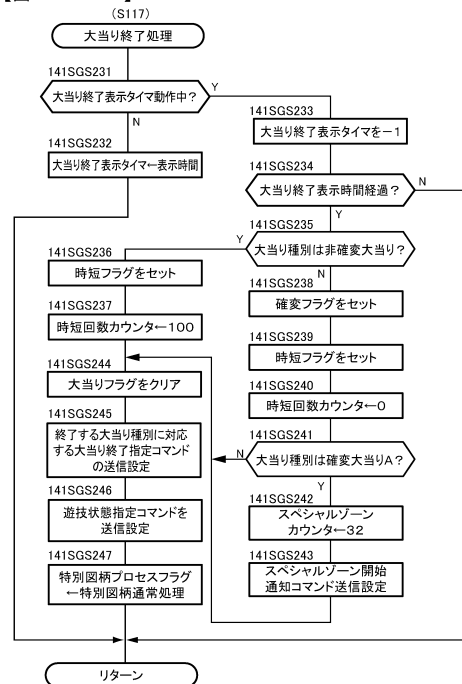 (S117)
大当り終了処理
141SGS231
大当り終了表示タイマ動作中？
Y
N
141SGS232
大当り終了表示タイマ←表示時間
141SGS233
大当り終了表示タイマを－1
141SGS234
大当り終了表示時間経過？
N
Y
141SGS235
大当り種別は非確変大当り？
Y
N
141SGS236
時短フラグをセット
141SGS237
時短回数カウンタ←100
141SGS238
確変フラグをセット
141SGS239
時短フラグをセット
141SGS240
時短回数カウンタ←0
141SGS241
大当り種別は確変大当りA？
N
Y
141SGS242
スペシャルゾーン
カウンタ←32
141SGS243
スペシャルゾーン開始
通知コマンド送信設定
141SGS244
大当りフラグをクリア
141SGS245
終了する大当り種別に対応
する大当り終了指定コマンド
の送信設定
141SGS246
遊技状態指定コマンドを
送信設定
141SGS247
特別図柄プロセスフラグ
←特別図柄通常処理
リターン